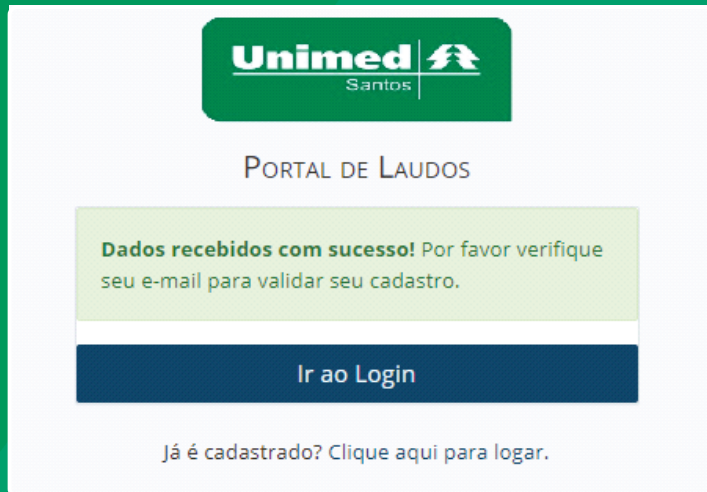 Unimed
Santos
Portal de Laudos
Dados recebidos com sucesso! Por favor verifique
seu e-mail para validar seu cadastro.
Ir ao Login
Já é cadastrado? Clique aqui para logar.